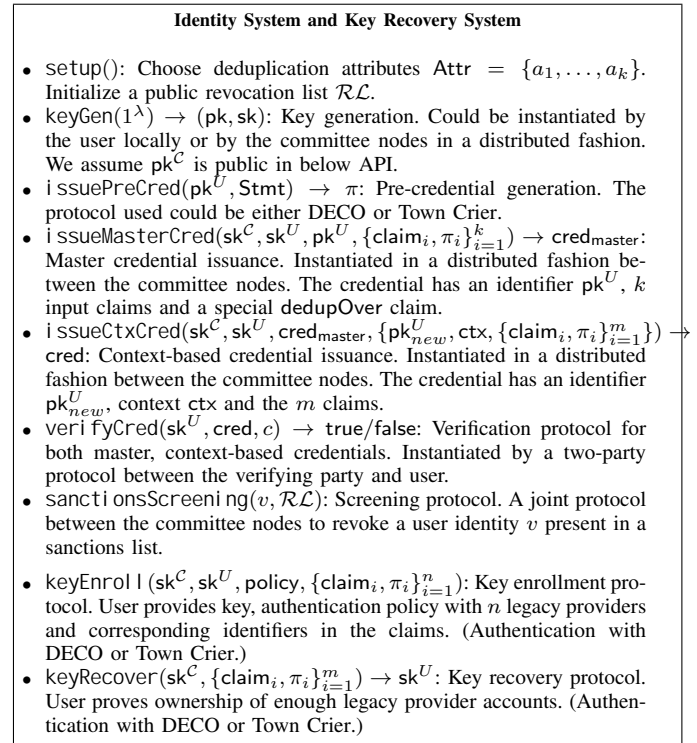 Identity System and Key Recovery System
• setup(): Choose deduplication attributes Attr = {a₁, . . . , aₖ}.
Initialize a public revocation list ℛℒ.
• keyGen(1^λ) → (pk, sk): Key generation. Could be instantiated by
the user locally or by the committee nodes in a distributed fashion.
We assume pk^𝒞 is public in below API.
• issuePreCred(pk^U, Stmt) → π: Pre-credential generation. The
protocol used could be either DECO or Town Crier.
• issueMasterCred(sk^𝒞, sk^U, pk^U, {claim_i, π_i}_{i=1}^k) → cred_master:
Master credential issuance. Instantiated in a distributed fashion be-
tween the committee nodes. The credential has an identifier pk^U, k
input claims and a special dedupOver claim.
• issueCtxCred(sk^𝒞, sk^U, cred_master, {pk_{new}^U, ctx, {claim_i, π_i}_{i=1}^m}) →
cred: Context-based credential issuance. Instantiated in a distributed
fashion between the committee nodes. The credential has an identifier
pk_{new}^U, context ctx and the m claims.
• verifyCred(sk^U, cred, c) → true/false: Verification protocol for
both master, context-based credentials. Instantiated by a two-party
protocol between the verifying party and user.
• sanctionsScreening(v, ℛℒ): Screening protocol. A joint protocol
between the committee nodes to revoke a user identity v present in a
sanctions list.
• keyEnroll(sk^𝒞, sk^U, policy, {claim_i, π_i}_{i=1}^n): Key enrollment pro-
tocol. User provides key, authentication policy with n legacy providers
and corresponding identifiers in the claims. (Authentication with
DECO or Town Crier.)
• keyRecover(sk^𝒞, {claim_i, π_i}_{i=1}^m) → sk^U: Key recovery protocol.
User proves ownership of enough legacy provider accounts. (Authen-
tication with DECO or Town Crier.)